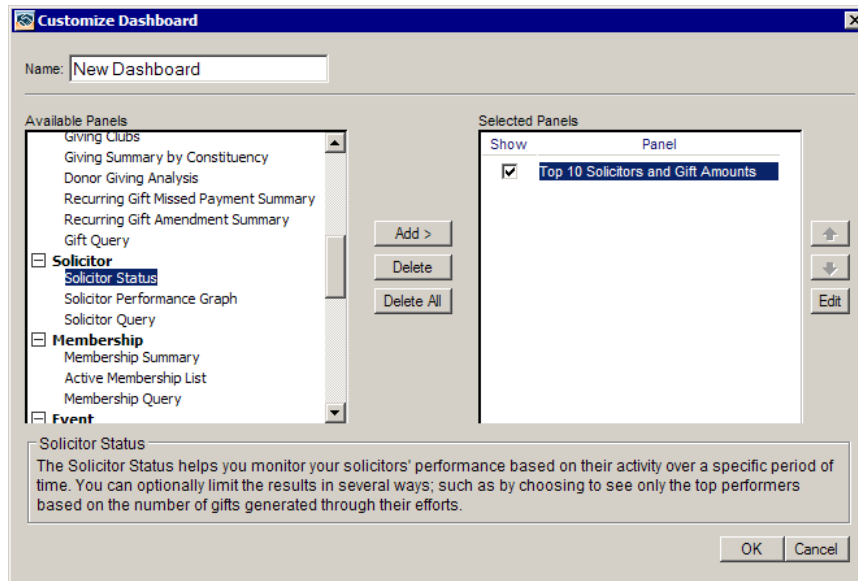 Customize Dashboard
Name: New Dashboard
Available Panels
Giving Clubs
Giving Summary by Constituency
Donor Giving Analysis
Recurring Gift Missed Payment Summary
Recurring Gift Amendment Summary
Gift Query
Solicitor
Solicitor Status
Solicitor Performance Graph
Solicitor Query
Membership
Membership Summary
Active Membership List
Membership Query
Event
Add >
Delete
Delete All
Selected Panels
Show Panel
Top 10 Solicitors and Gift Amounts
Edit
Solicitor Status
The Solicitor Status helps you monitor your solicitors' performance based on their activity over a specific period of
time. You can optionally limit the results in several ways; such as by choosing to see only the top performers
based on the number of gifts generated through their efforts.
OK Cancel